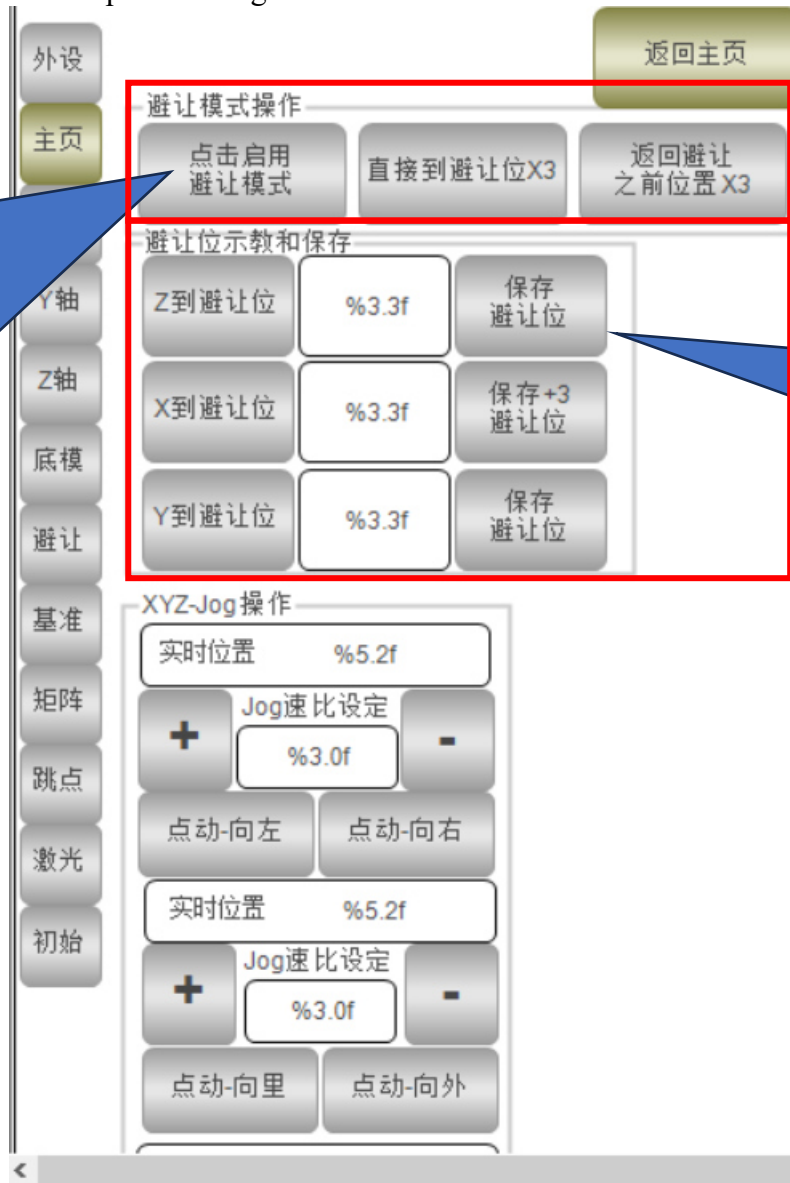 外设
返回主页
避让模式操作
主页
点击启用
避让模式
直接到避让位X3
返回避让
之前位置X3
避让位示教和保存
Y轴
Z到避让位
%3.3f
保存
避让位
Z轴
X到避让位
%3.3f
保存+3
避让位
底模
Y到避让位
%3.3f
保存
避让位
避让
基准
XYZ-Jog操作
实时位置
%5.2f
矩阵
+
Jog速比设定
%3.0f
-
跳点
点动-向左
点动-向右
激光
实时位置
%5.2f
初始
+
Jog速比设定
%3.0f
-
点动-向里
点动-向外